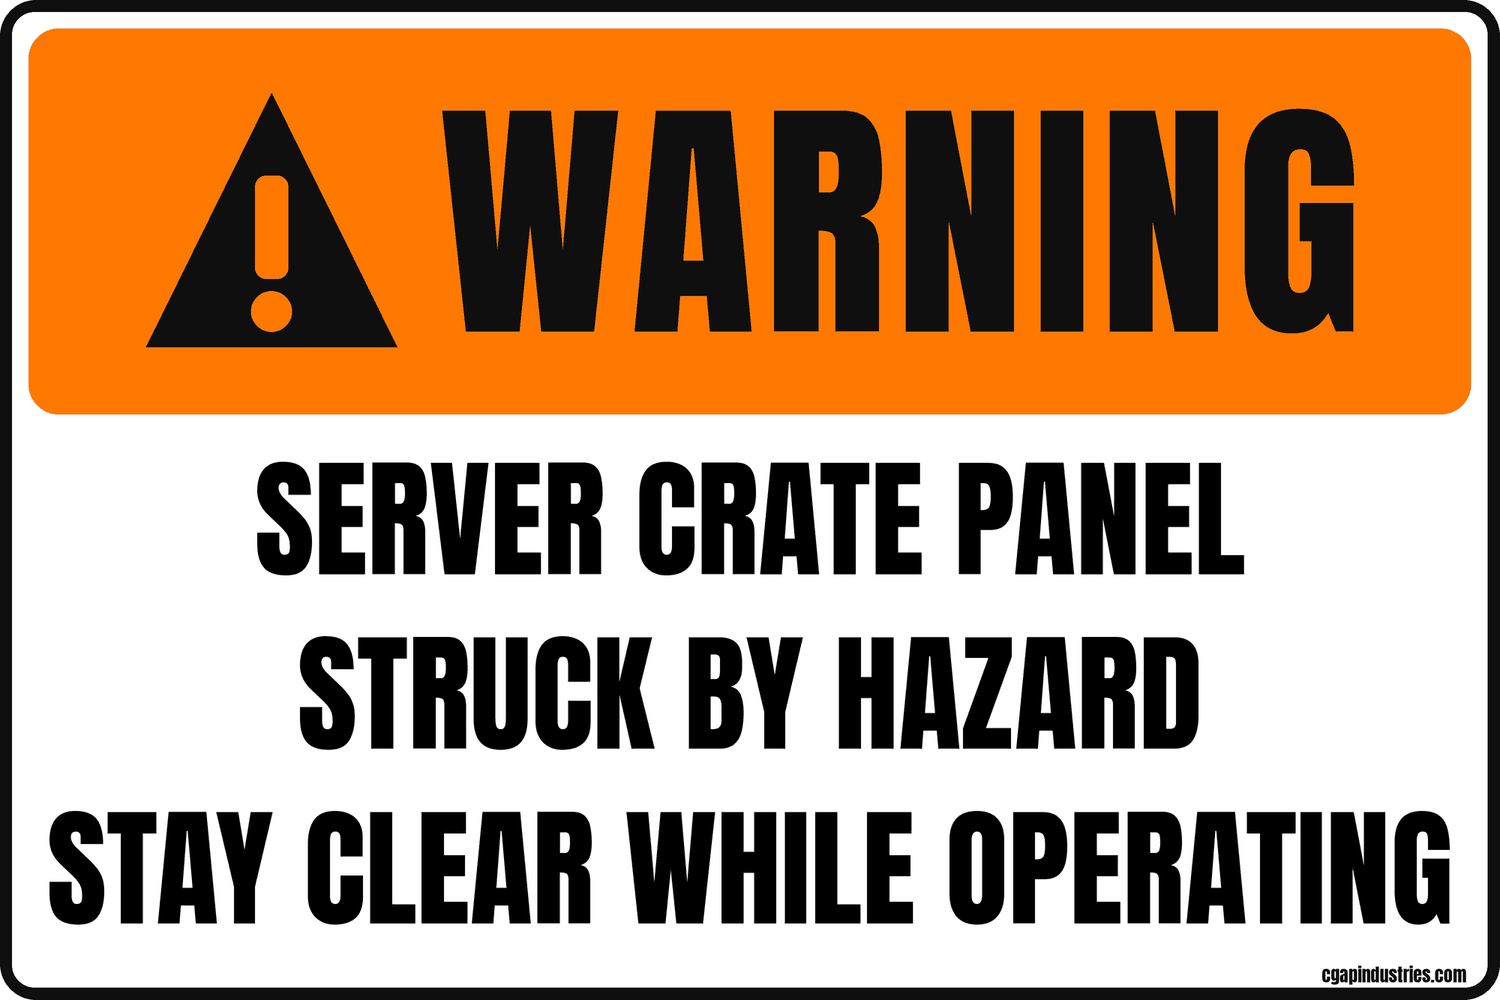 WARNING
SERVER CRATE PANEL
STRUCK BY HAZARD
STAY CLEAR WHILE OPERATING
cgapindustries.com